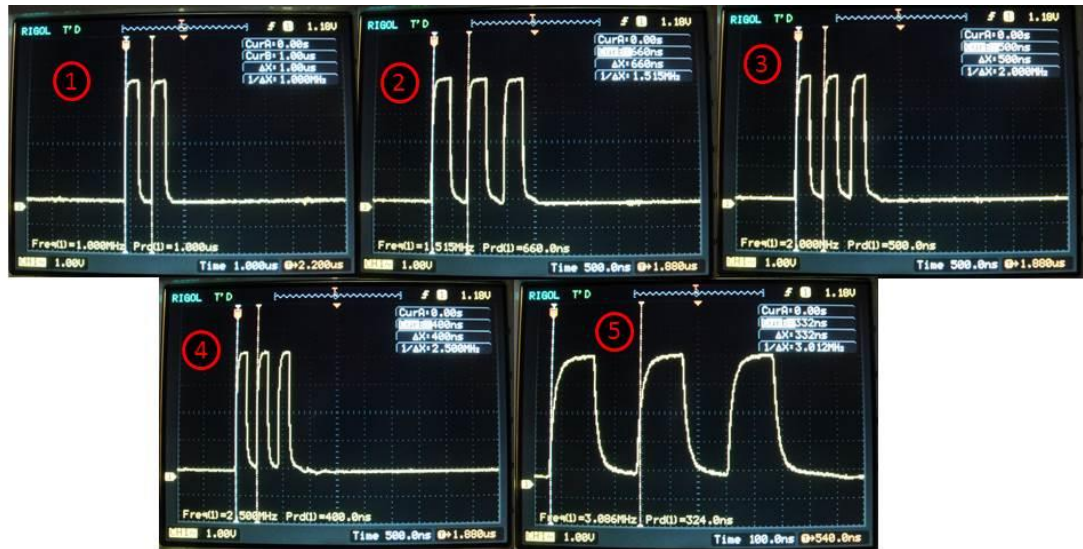 RIGOL T'D 1.18V
CurA:0.00s
CurB:1.00us
ΔX:1.00us
1/ΔX:1.000MHz
1
Freq(1)=1.000MHz Prd(1)=1.000us
1.00V Time 1.000us 2.200us
RIGOL T'D 1.18V
CurA:0.00s
660ns
ΔX:660ns
1/ΔX:1.515MHz
2
Freq(1)=1.515MHz Prd(1)=660.0ns
CH1 1.00V Time 500.0ns 1.880us
RIGOL T'D 1.18V
CurA:0.00s
500ns
ΔX:500ns
1/ΔX:2.000MHz
3
Freq(1)=2.000MHz Prd(1)=500.0ns
CH1 1.00V Time 500.0ns 1.880us
RIGOL T'D 1.18V
CurA:0.00s
400ns
ΔX:400ns
1/ΔX:2.500MHz
4
Freq(1)=2.500MHz Prd(1)=400.0ns
1.00V Time 500.0ns 1.880us
RIGOL T'D 1.18V
CurA:0.00s
332ns
ΔX:332ns
1/ΔX:3.012MHz
5
Freq(1)=3.086MHz Prd(1)=324.0ns
1.00V Time 100.0ns 540.0ns